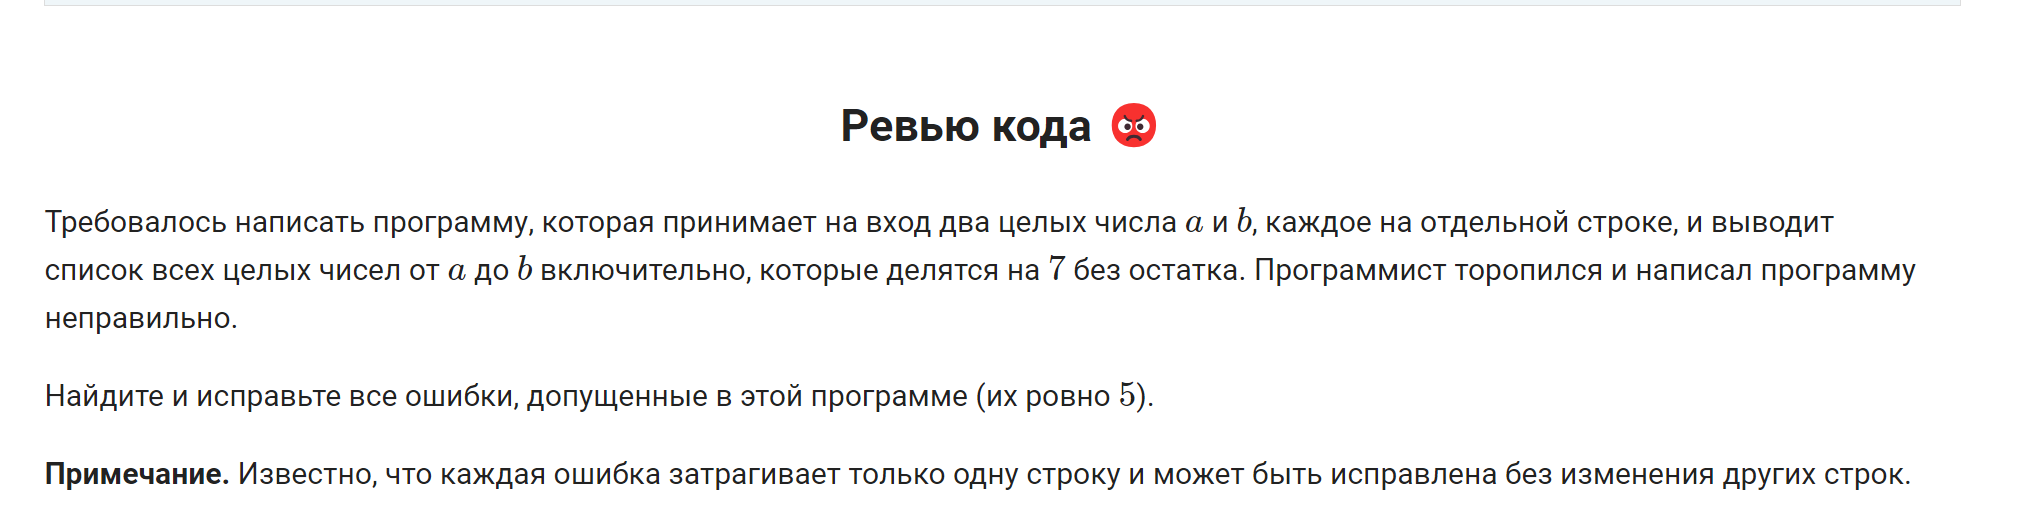 Ревью кода
Требовалось написать программу, которая принимает на вход два целых числа a и b, каждое на отдельной строке, и выводит
список всех целых чисел от a до b включительно, которые делятся на 7 без остатка. Программист торопился и написал программу
неправильно.
Найдите и исправьте все ошибки, допущенные в этой программе (их ровно 5).
Примечание. Известно, что каждая ошибка затрагивает только одну строку и может быть исправлена без изменения других строк.